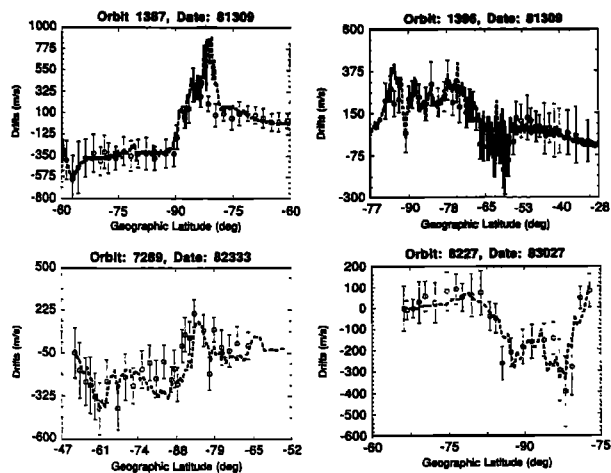 Orbit: 1387, Date: 81309
1000
775
550
325
100
-125
-350
-575
-800
Drifts (m/s)
-60 -75 -90 -75 -60
Geographic Latitude (deg)
Orbit: 1396, Date: 81309
600
375
150
-75
-300
Drifts (m/s)
-77 -90 -78 -65 -53 -40 -28
Geographic Latitude (deg)
Orbit: 7269, Date: 82333
500
225
-50
-325
-600
Drifts (m/s)
-47 -61 -74 -88 -79 -65 -52
Geographic Latitude (deg)
Orbit: 8227, Date: 83027
200
100
0
-100
-200
-300
-400
-500
-600
Drifts (m/s)
-60 -75 -90 -75
Geographic Latitude (deg)